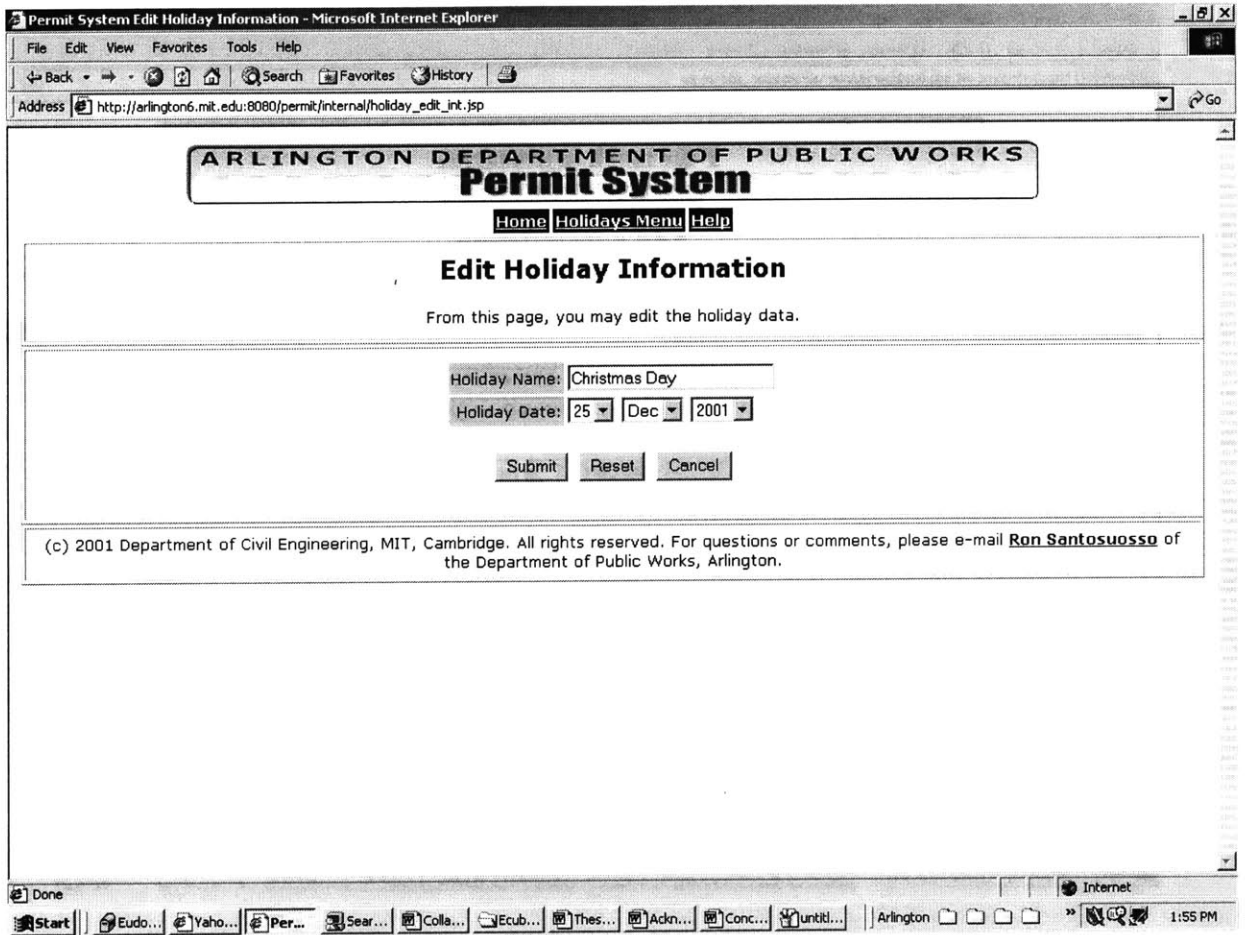 Permit System Edit Holiday Information - Microsoft Internet Explorer
File Edit View Favorites Tools Help
Back Search Favorites History
Address http://arlington6.mit.edu:8080/permit/internal/holiday_edit_int.jsp Go
ARLINGTON DEPARTMENT OF PUBLIC WORKS
Permit System
Home Holidays Menu Help
Edit Holiday Information
From this page, you may edit the holiday data.
Holiday Name: Christmas Day
Holiday Date: 25 Dec 2001
Submit Reset Cancel
(c) 2001 Department of Civil Engineering, MIT, Cambridge. All rights reserved. For questions or comments, please e-mail Ron Santosuosso of
the Department of Public Works, Arlington.
Done Internet
Start Eudo... Yaho... Per... Sear... Colla... Ecub... Thes... Ackn... Conc... untitl... Arlington » 1:55 PM